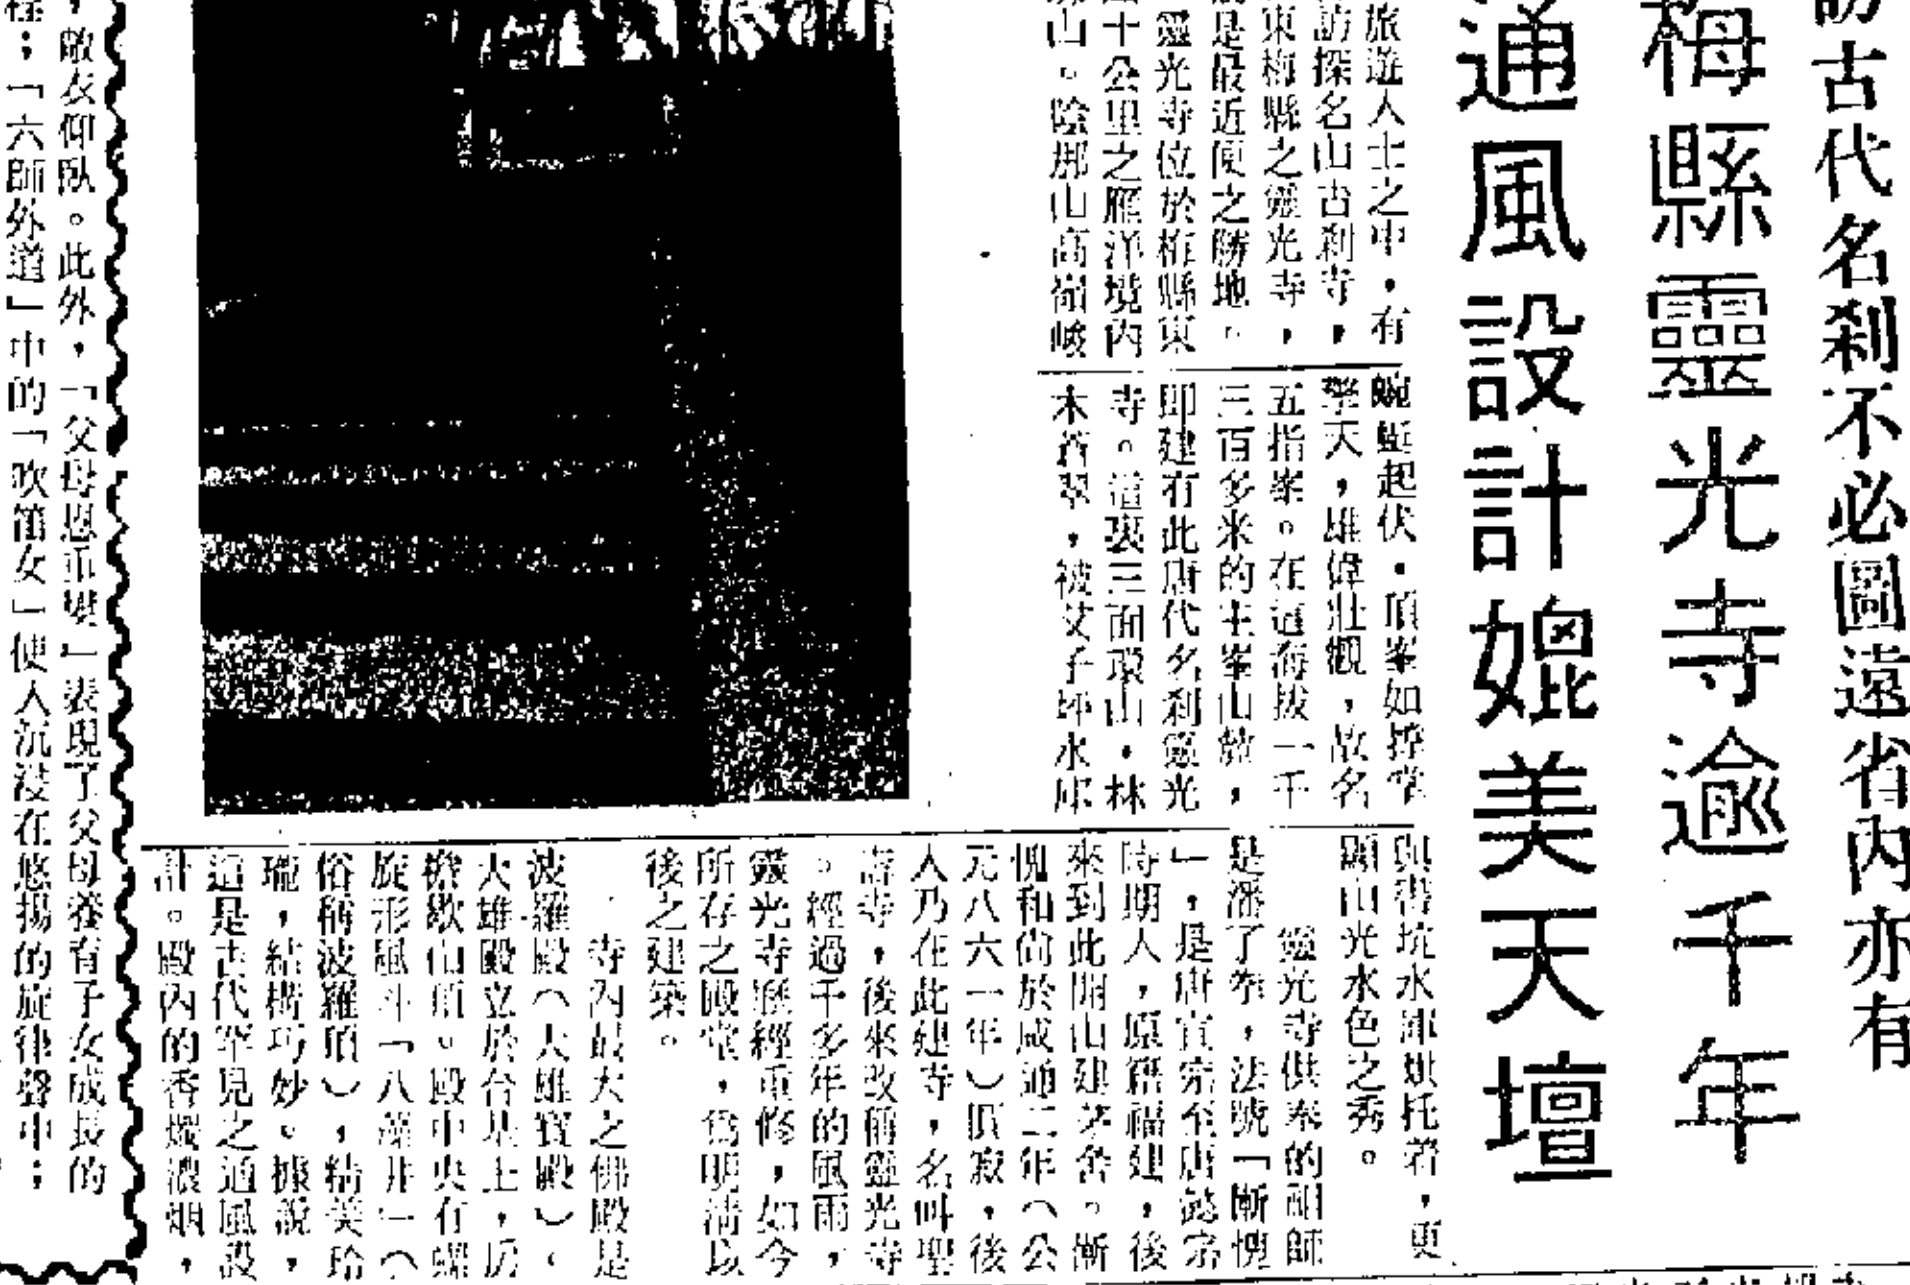 訪古代名剎不必圖遠省內亦有
梅縣靈光寺逾千年
通風設計媲美天壇
旅遊人士之中,有
訪探名山古刹寺,
東梅縣之靈光寺,
是最近便之勝地。
靈光寺位於梅縣東
十公里之雁洋境內
山。陰那山高嶺峻
蜿蜓起伏。頂峯如掌
擎天,雄偉壯觀,故名
五指峯。在這海拔一千
三百多米的主峯山麓,
即建有此唐代名刹靈光
寺。這裏三面環山,林
木蒼翠,被艾子坪水庫
與書坑水庫烘托着,更
顯山光水色之秀。
靈光寺供奉的祖師
是潘了拳,法號「慚愧
」,是唐宣宗至唐懿宗
時期人,原籍福建,後
來到此開山建茅舍。慚
愧和尚於咸通二年(公
元八六一年)圓寂,後
人乃在此建寺,名叫聖
壽寺,後來改稱靈光寺
。經過千多年的風雨,
靈光寺歷經重修,如今
所存之殿堂,為明清以
後之建築。
寺內最大之佛殿是
波羅殿(大雄寶殿),
大雄殿立於台基上,
檐歇山頂。殿中央有螺
旋形風斗「八藻井」(
俗稱波羅頂),精美玲
瓏,結構巧妙。據說,
這是古代罕見之通風設
計。殿內的香燭濃烟,
,敞衣仰臥。此外,「父母恩重變」表現了父母養育子女成長的
;「六師外道」中的「吹笛女」使人沉浸在悠揚的旋律聲中;